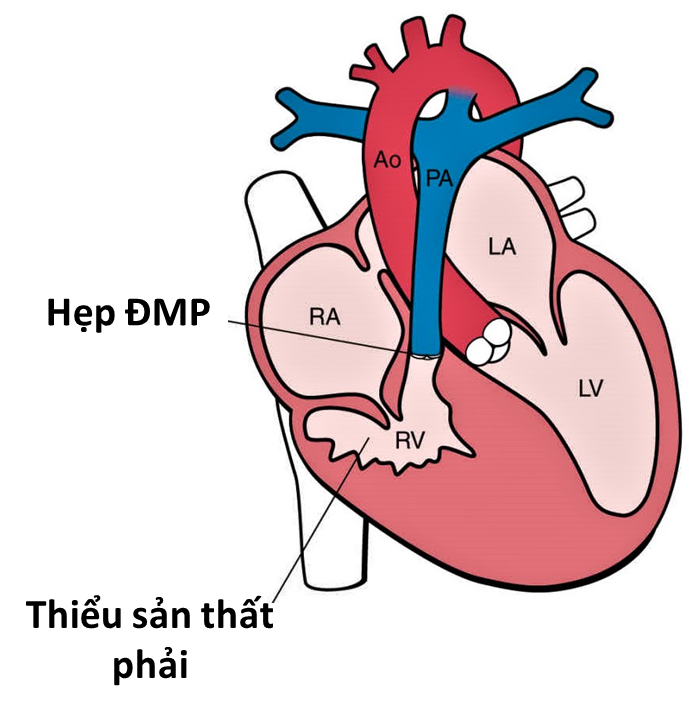 Ao
PA
LA
Hẹp ĐMP
RA
LV
RV
Thiểu sản thất
phải